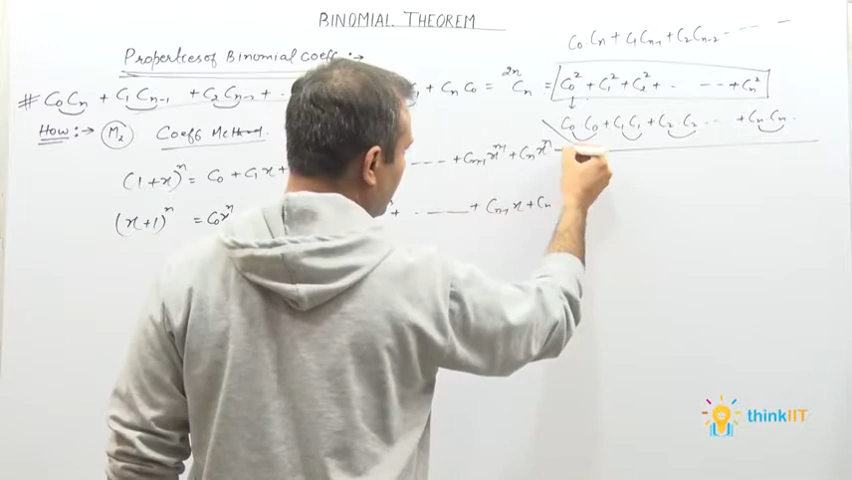 BINOMIAL THEOREM
C₀Cₙ + C₁Cₙ₋₁ + C₂Cₙ₋₂ - - - -
Properties of Binomial Coeff :→
# C₀Cₙ + C₁Cₙ₋₁ + C₂Cₙ₋₂ + . + CₙC₀ = ²ⁿCₙ = C₀² + C₁² + C₂² + . - - - + Cₙ²
C₀C₀ + C₁C₁ + C₂C₂ . . . + CₙCₙ.
How :→ M₂ Coeff Method.
(1+x)ⁿ = C₀ + C₁x + - - - - + Cₙ₋₁xⁿ⁻¹ + Cₙxⁿ
(x+1)ⁿ = C₀xⁿ + . ——— + Cₙ₋₁x + Cₙ
thinkIIT